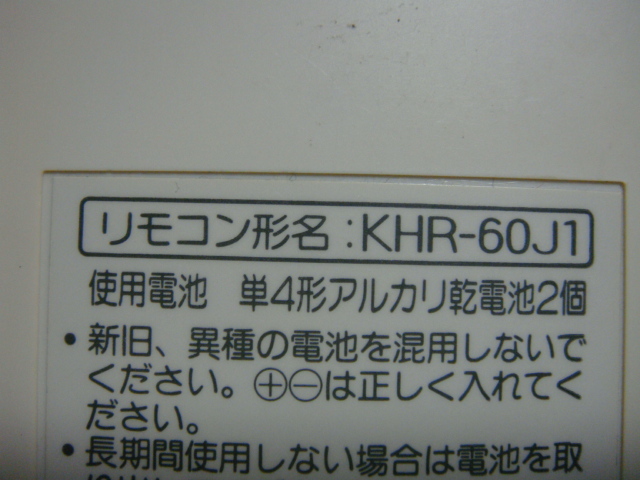 リモコン形名:KHR-60J1
使用電池 単4形アルカリ乾電池2個
•新旧、異種の電池を混用しないで
ください。⊕⊖は正しく入れてく
ださい。
•長期間使用しない場合は電池を取